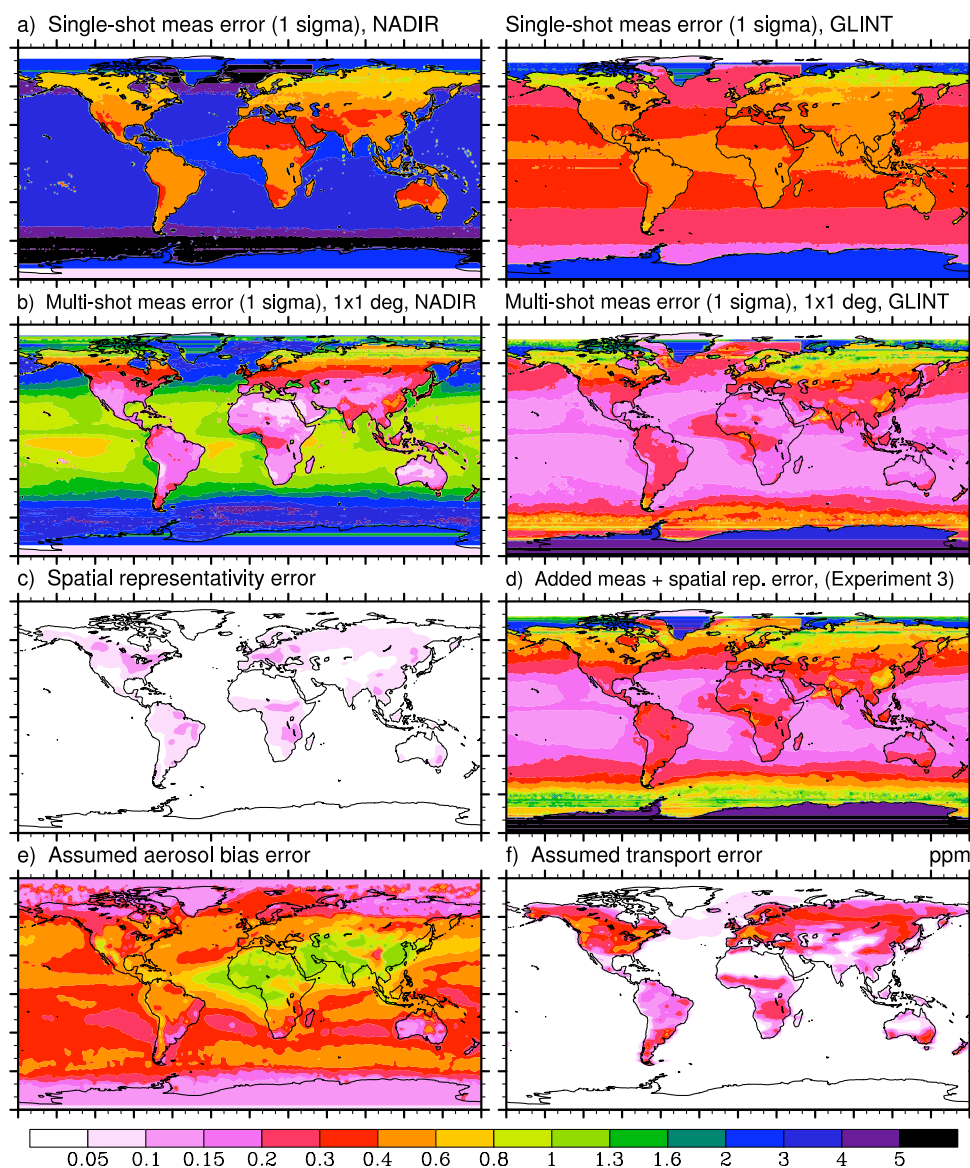 a) Single-shot meas error (1 sigma), NADIR
Single-shot meas error (1 sigma), GLINT
b) Multi-shot meas error (1 sigma), 1x1 deg, NADIR
Multi-shot meas error (1 sigma), 1x1 deg, GLINT
c) Spatial representativity error
d) Added meas + spatial rep. error, (Experiment 3)
e) Assumed aerosol bias error
f) Assumed transport error ppm
0.05 0.1 0.15 0.2 0.3 0.4 0.6 0.8 1 1.3 1.6 2 3 4 5